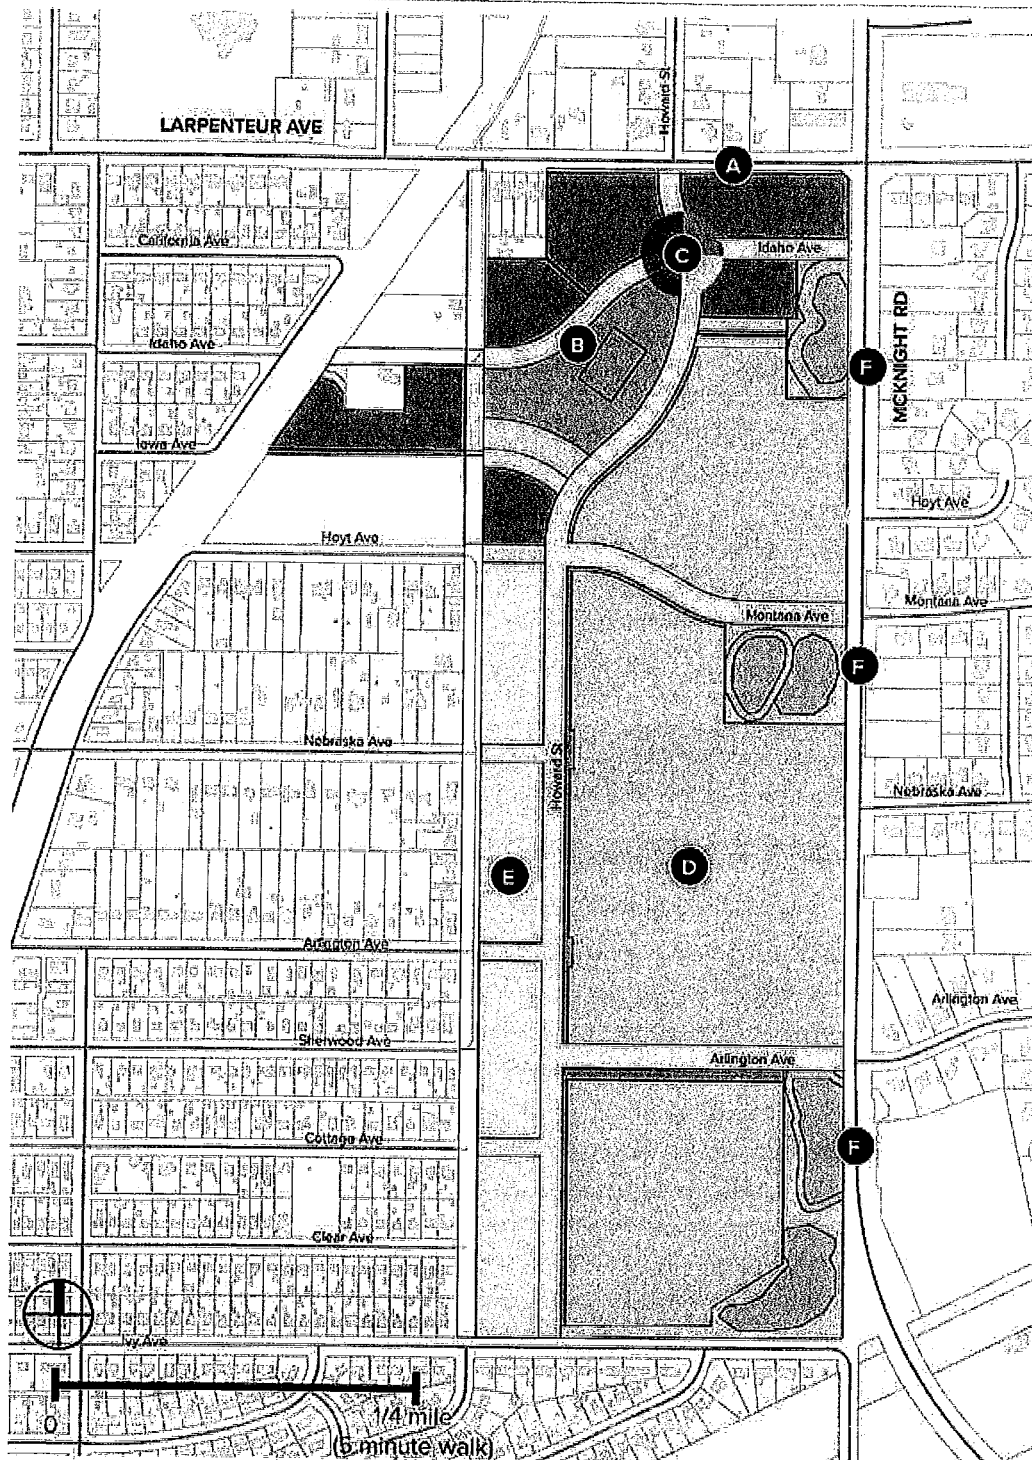 Howard St
LARPENTEUR AVE
A
California Ave
C
Idaho Ave
MCKNIGHT RD
Idaho Ave
B
F
Iowa Ave
Hoyt Ave
Hoyt Ave
Montana Ave
Montana Ave
F
Nebraska Ave
Howard St
Nebraska Ave
D
E
Arlington Ave
Arlington Ave
Sherwood Ave
Arlington Ave
Cottage Ave
F
Clear Ave
Ivy Ave
0
1/4 mile
(5 minute walk)